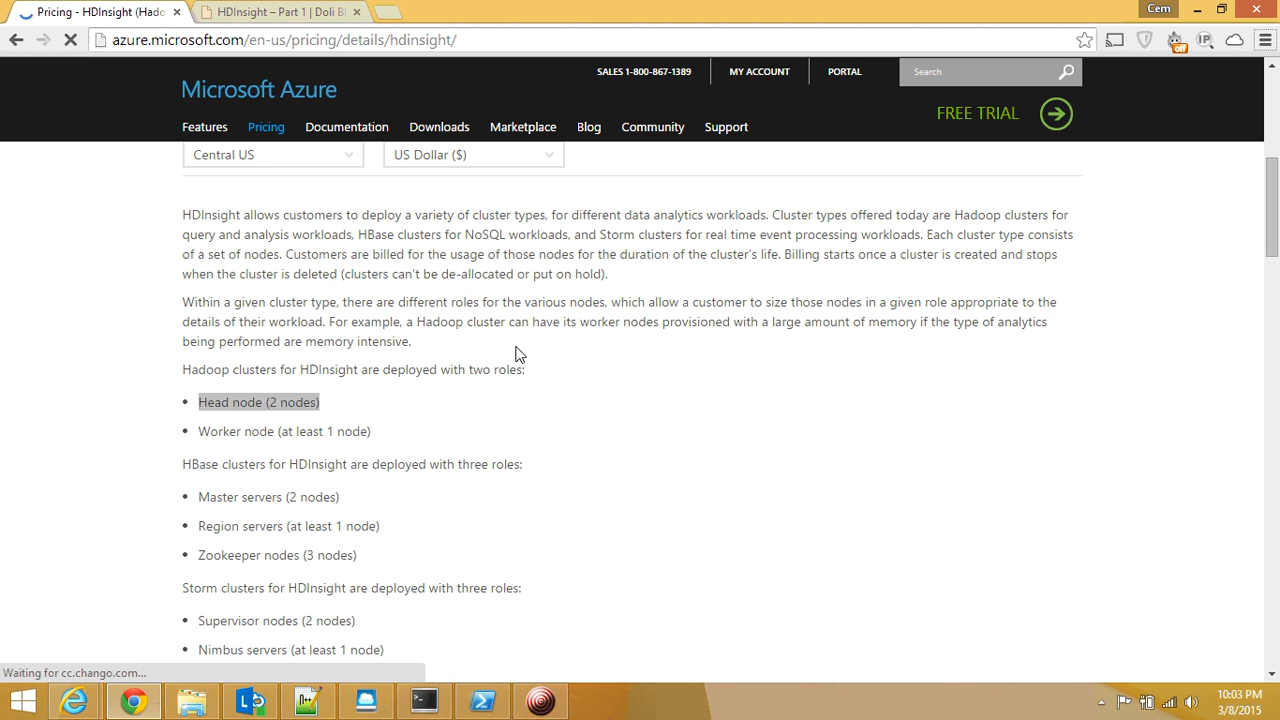 Pricing - HDInsight (Hado
HDInsight – Part 1 | Doli Bl
Cem
azure.microsoft.com/en-us/pricing/details/hdinsight/
off
IP
SALES 1-800-867-1389
MY ACCOUNT
PORTAL
Search
Microsoft Azure
FREE TRIAL
Features
Pricing
Documentation
Downloads
Marketplace
Blog
Community
Support
Central US
US Dollar ($)
HDInsight allows customers to deploy a variety of cluster types, for different data analytics workloads. Cluster types offered today are Hadoop clusters for
query and analysis workloads, HBase clusters for NoSQL workloads, and Storm clusters for real time event processing workloads. Each cluster type consists
of a set of nodes. Customers are billed for the usage of those nodes for the duration of the cluster's life. Billing starts once a cluster is created and stops
when the cluster is deleted (clusters can't be de-allocated or put on hold).
Within a given cluster type, there are different roles for the various nodes, which allow a customer to size those nodes in a given role appropriate to the
details of their workload. For example, a Hadoop cluster can have its worker nodes provisioned with a large amount of memory if the type of analytics
being performed are memory intensive.
Hadoop clusters for HDInsight are deployed with two roles:
• Head node (2 nodes)
• Worker node (at least 1 node)
HBase clusters for HDInsight are deployed with three roles:
• Master servers (2 nodes)
• Region servers (at least 1 node)
• Zookeeper nodes (3 nodes)
Storm clusters for HDInsight are deployed with three roles:
• Supervisor nodes (2 nodes)
• Nimbus servers (at least 1 node)
Waiting for cc.chango.com...
10:03 PM
3/8/2015